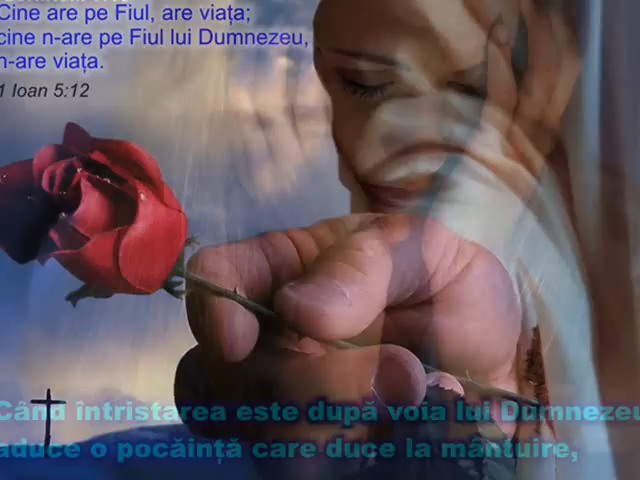 Cine are pe Fiul, are viața;
cine n-are pe Fiul lui Dumnezeu,
n-are viața.
1 Ioan 5:12
Când întristarea este după voia lui Dumnezeu
aduce o pocăință care duce la mântuire,